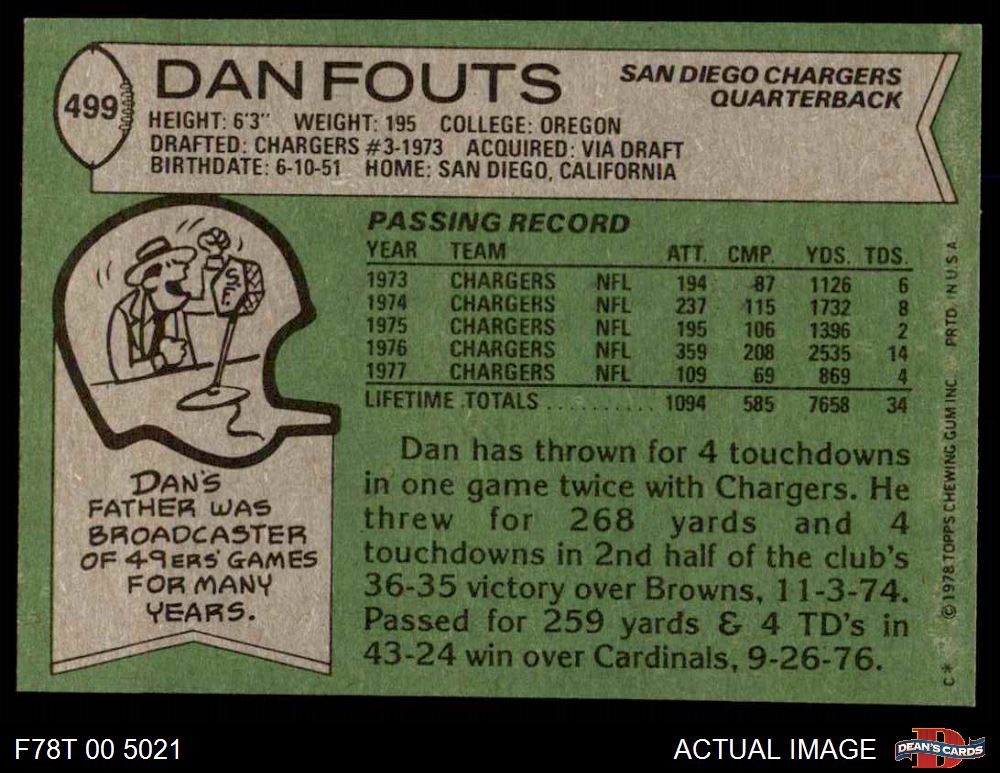 499
DAN FOUTS
SAN DIEGO CHARGERS
QUARTERBACK
HEIGHT: 6'3" WEIGHT: 195 COLLEGE: OREGON
DRAFTED: CHARGERS #3-1973 ACQUIRED: VIA DRAFT
BIRTHDATE: 6-10-51 HOME: SAN DIEGO, CALIFORNIA
S.F.
DAN'S
FATHER WAS
BROADCASTER
OF 49ERS' GAMES
FOR MANY
YEARS.
PASSING RECORD
YEAR TEAM ATT. CMP. YDS. TDS.
1973 CHARGERS NFL 194 87 1126 6
1974 CHARGERS NFL 237 115 1732 8
1975 CHARGERS NFL 195 106 1396 2
1976 CHARGERS NFL 359 208 2535 14
1977 CHARGERS NFL 109 69 869 4
LIFETIME TOTALS .......... 1094 585 7658 34
Dan has thrown for 4 touchdowns
in one game twice with Chargers. He
threw for 268 yards and 4
touchdowns in 2nd half of the club's
36-35 victory over Browns, 11-3-74.
Passed for 259 yards & 4 TD's in
43-24 win over Cardinals, 9-26-76.
C* ©1978 TOPPS CHEWING GUM INC. PRTD. IN U.S.A.
F78T 00 5021
ACTUAL IMAGE
D
DEAN'S CARDS